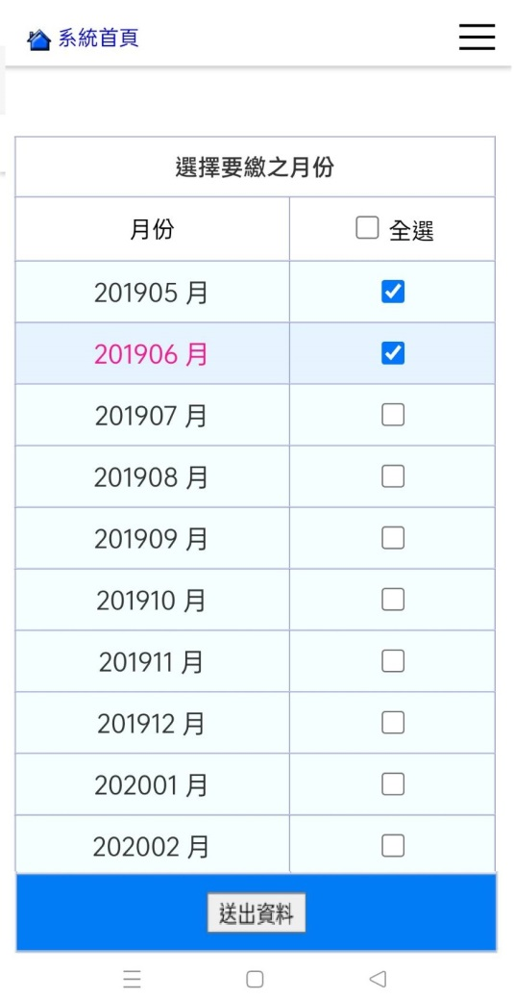 系統首頁
選擇要繳之月份
月份 全選
201905 月
201906 月
201907 月
201908 月
201909 月
201910 月
201911 月
201912 月
202001 月
202002 月
送出資料